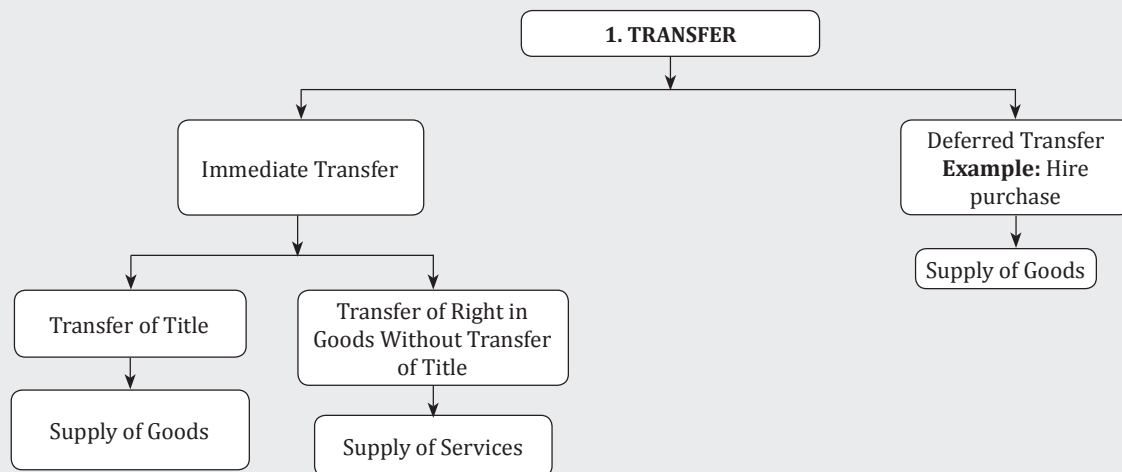 1. TRANSFER
Immediate Transfer
Deferred Transfer
Example: Hire
purchase
Supply of Goods
Transfer of Title
Transfer of Right in
Goods Without Transfer
of Title
Supply of Goods
Supply of Services